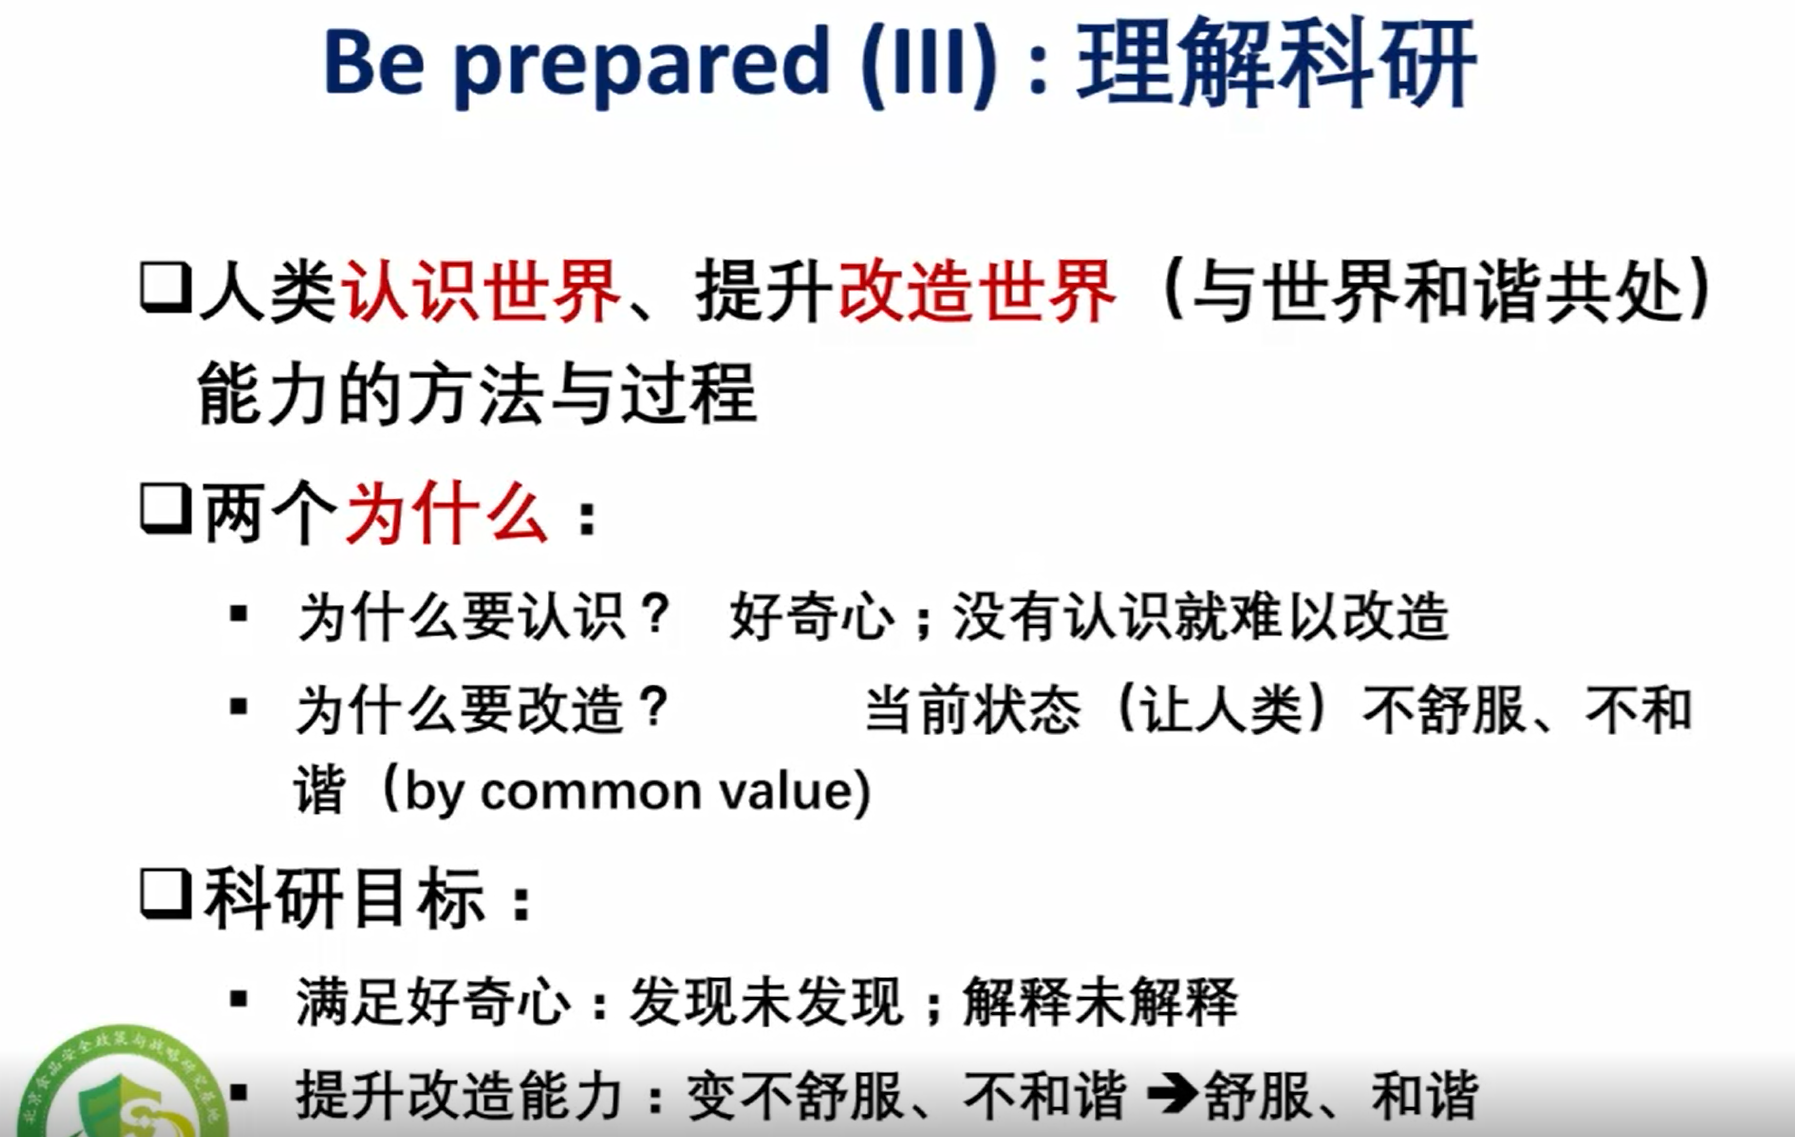 Be prepared (III) : 理解科研
人类认识世界、提升改造世界（与世界和谐共处）
能力的方法与过程
两个为什么：
为什么要认识？ 好奇心；没有认识就难以改造
为什么要改造？ 当前状态（让人类）不舒服、不和
谐（by common value)
科研目标：
满足好奇心：发现未发现；解释未解释
提升改造能力：变不舒服、不和谐 ➔舒服、和谐
北京食品安全政策与战略研究基地